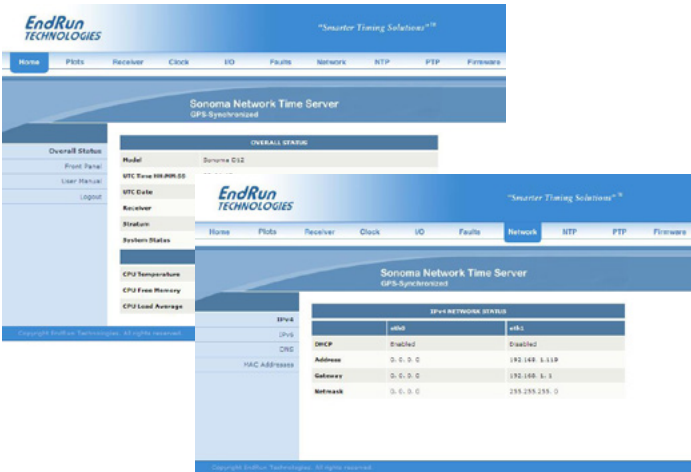 EndRun
TECHNOLOGIES
"Smarter Timing Solutions"™
Home Plots Receiver Clock I/O Faults Network NTP PTP Firmware
Sonoma Network Time Server
GPS-Synchronized
OVERALL STATUS
Overall Status
Front Panel
User Manual
Logout
Model Sonoma D12
UTC Time HH:MM:SS
UTC Date
Receiver
Stratum
System Status
CPU Temperature
CPU Free Memory
CPU Load Average
Copyright EndRun Technologies. All rights reserved.
EndRun
TECHNOLOGIES
"Smarter Timing Solutions"™
Home Plots Receiver Clock I/O Faults Network NTP PTP Firmware
Sonoma Network Time Server
GPS-Synchronized
IPv4
IPv6
DNS
MAC Addresses
IPv4 NETWORK STATUS
eth0 eth1
DHCP Enabled Disabled
Address 0. 0. 0. 0 192.168. 1.118
Gateway 0. 0. 0. 0 192.168. 1. 1
Netmask 0. 0. 0. 0 255.255.255. 0
Copyright EndRun Technologies. All rights reserved.